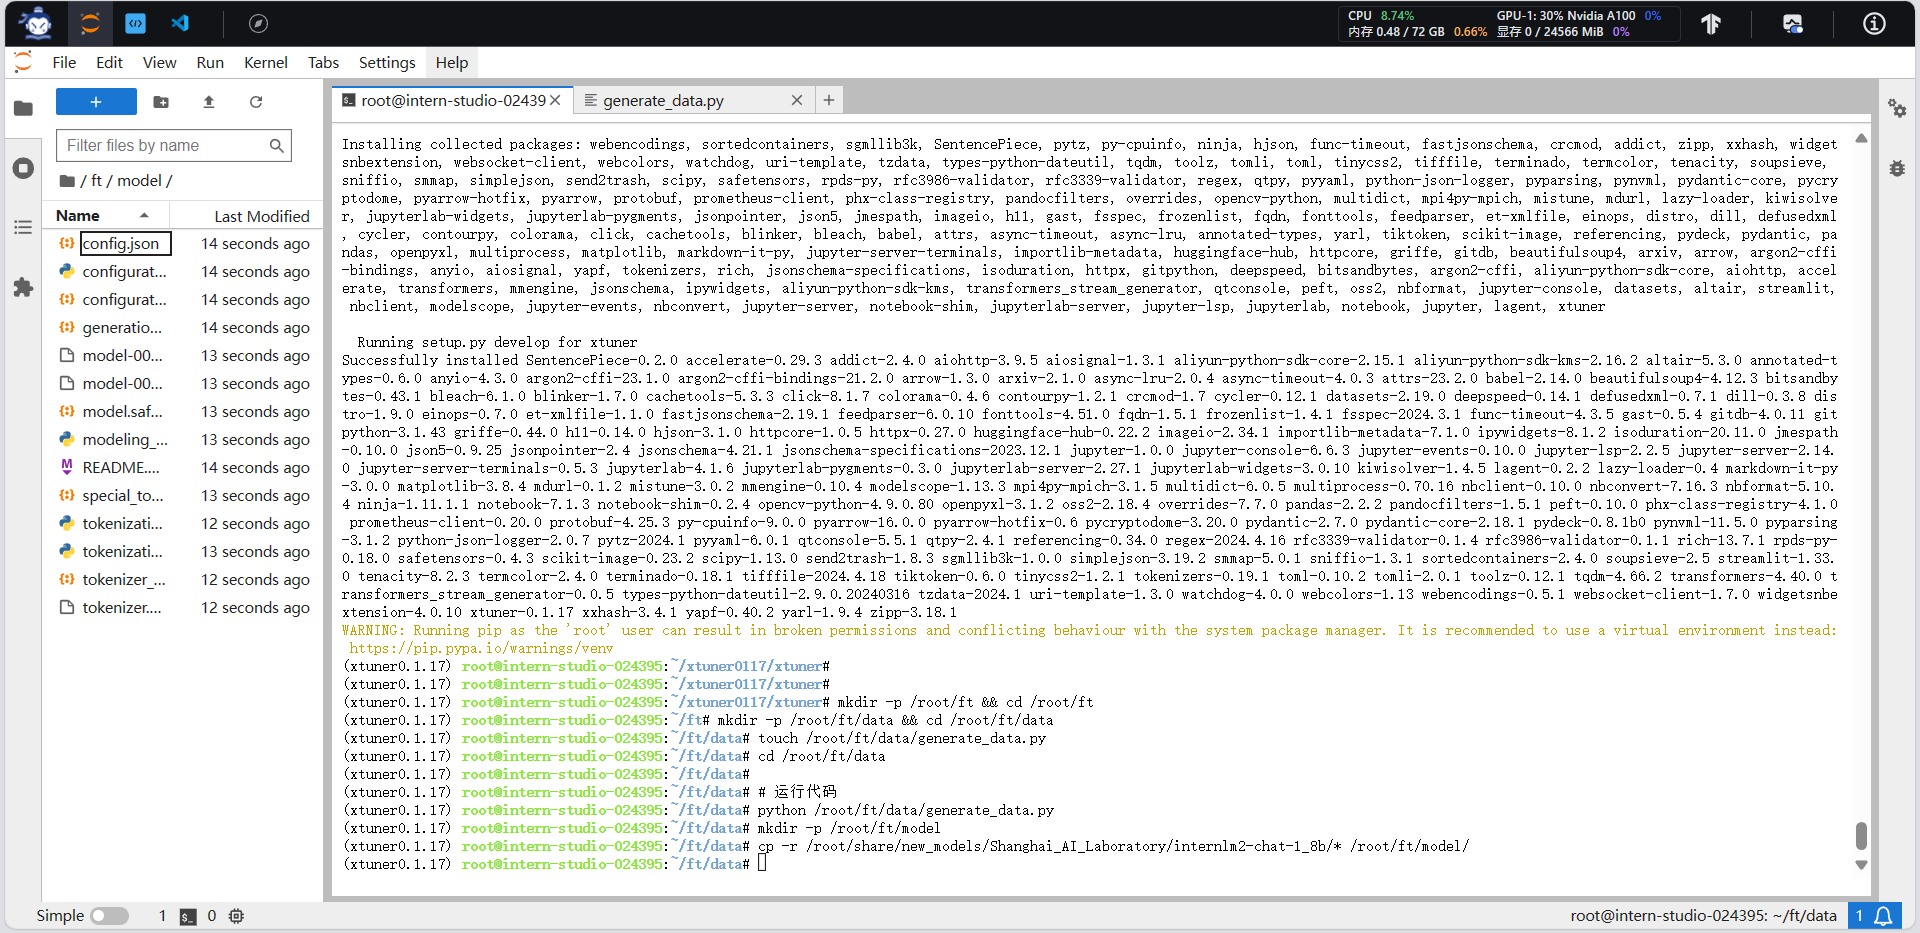 CPU 8.74% GPU-1: 30% Nvidia A100 0%
内存 0.48 / 72 GB 0.66% 显存 0 / 24566 MiB 0%
File Edit View Run Kernel Tabs Settings Help
root@intern-studio-02439 generate_data.py
Filter files by name
/ ft / model /
Name Last Modified
config.json 14 seconds ago
configurat... 14 seconds ago
configurat... 14 seconds ago
generatio... 14 seconds ago
model-00... 13 seconds ago
model-00... 13 seconds ago
model.saf... 13 seconds ago
modeling_... 13 seconds ago
README.... 14 seconds ago
special_to... 13 seconds ago
tokenizati... 12 seconds ago
tokenizati... 13 seconds ago
tokenizer_... 12 seconds ago
tokenizer.... 12 seconds ago
Installing collected packages: webencodings, sortedcontainers, sgmllib3k, SentencePiece, pytz, py-cpuinfo, ninja, hjson, func-timeout, fastjsonschema, crcmod, addict, zipp, xxhash, widget
snbextension, websocket-client, webcolors, watchdog, uri-template, tzdata, types-python-dateutil, tqdm, toolz, tomli, toml, tinycss2, tifffile, terminado, termcolor, tenacity, soupsieve,
sniffio, smmap, simplejson, send2trash, scipy, safetensors, rpds-py, rfc3986-validator, rfc3339-validator, regex, qtpy, pyyaml, python-json-logger, pyparsing, pynvml, pydantic-core, pycry
ptodome, pyarrow-hotfix, pyarrow, protobuf, prometheus-client, phx-class-registry, pandocfilters, overrides, opencv-python, multidict, mpi4py-mpich, mistune, mdurl, lazy-loader, kiwisolve
r, jupyterlab-widgets, jupyterlab-pygments, jsonpointer, json5, jmespath, imageio, h11, gast, fsspec, frozenlist, fqdn, fonttools, feedparser, et-xmlfile, einops, distro, dill, defusedxml
, cycler, contourpy, colorama, click, cachetools, blinker, bleach, babel, attrs, async-timeout, async-lru, annotated-types, yarl, tiktoken, scikit-image, referencing, pydeck, pydantic, pa
ndas, openpyxl, multiprocess, matplotlib, markdown-it-py, jupyter-server-terminals, importlib-metadata, huggingface-hub, httpcore, griffe, gitdb, beautifulsoup4, arxiv, arrow, argon2-cffi
-bindings, anyio, aiosignal, yapf, tokenizers, rich, jsonschema-specifications, isoduration, httpx, gitpython, deepspeed, bitsandbytes, argon2-cffi, aliyun-python-sdk-core, aiohttp, accel
erate, transformers, mmengine, jsonschema, ipywidgets, aliyun-python-sdk-kms, transformers_stream_generator, qtconsole, peft, oss2, nbformat, jupyter-console, datasets, altair, streamlit,
nbclient, modelscope, jupyter-events, nbconvert, jupyter-server, notebook-shim, jupyterlab-server, jupyter-lsp, jupyterlab, notebook, jupyter, lagent, xtuner
Running setup.py develop for xtuner
Successfully installed SentencePiece-0.2.0 accelerate-0.29.3 addict-2.4.0 aiohttp-3.9.5 aiosignal-1.3.1 aliyun-python-sdk-core-2.15.1 aliyun-python-sdk-kms-2.16.2 altair-5.3.0 annotated-t
ypes-0.6.0 anyio-4.3.0 argon2-cffi-23.1.0 argon2-cffi-bindings-21.2.0 arrow-1.3.0 arxiv-2.1.0 async-lru-2.0.4 async-timeout-4.0.3 attrs-23.2.0 babel-2.14.0 beautifulsoup4-4.12.3 bitsandby
tes-0.43.1 bleach-6.1.0 blinker-1.7.0 cachetools-5.3.3 click-8.1.7 colorama-0.4.6 contourpy-1.2.1 crcmod-1.7 cycler-0.12.1 datasets-2.19.0 deepspeed-0.14.1 defusedxml-0.7.1 dill-0.3.8 dis
tro-1.9.0 einops-0.7.0 et-xmlfile-1.1.0 fastjsonschema-2.19.1 feedparser-6.0.10 fonttools-4.51.0 fqdn-1.5.1 frozenlist-1.4.1 fsspec-2024.3.1 func-timeout-4.3.5 gast-0.5.4 gitdb-4.0.11 git
python-3.1.43 griffe-0.44.0 h11-0.14.0 hjson-3.1.0 httpcore-1.0.5 httpx-0.27.0 huggingface-hub-0.22.2 imageio-2.34.1 importlib-metadata-7.1.0 ipywidgets-8.1.2 isoduration-20.11.0 jmespath
-0.10.0 json5-0.9.25 jsonpointer-2.4 jsonschema-4.21.1 jsonschema-specifications-2023.12.1 jupyter-1.0.0 jupyter-console-6.6.3 jupyter-events-0.10.0 jupyter-lsp-2.2.5 jupyter-server-2.14.
0 jupyter-server-terminals-0.5.3 jupyterlab-4.1.6 jupyterlab-pygments-0.3.0 jupyterlab-server-2.27.1 jupyterlab-widgets-3.0.10 kiwisolver-1.4.5 lagent-0.2.2 lazy-loader-0.4 markdown-it-py
-3.0.0 matplotlib-3.8.4 mdurl-0.1.2 mistune-3.0.2 mmengine-0.10.4 modelscope-1.13.3 mpi4py-mpich-3.1.5 multidict-6.0.5 multiprocess-0.70.16 nbclient-0.10.0 nbconvert-7.16.3 nbformat-5.10.
4 ninja-1.11.1.1 notebook-7.1.3 notebook-shim-0.2.4 opencv-python-4.9.0.80 openpyxl-3.1.2 oss2-2.18.4 overrides-7.7.0 pandas-2.2.2 pandocfilters-1.5.1 peft-0.10.0 phx-class-registry-4.1.0
prometheus-client-0.20.0 protobuf-4.25.3 py-cpuinfo-9.0.0 pyarrow-16.0.0 pyarrow-hotfix-0.6 pycryptodome-3.20.0 pydantic-2.7.0 pydantic-core-2.18.1 pydeck-0.8.1b0 pynvml-11.5.0 pyparsing
-3.1.2 python-json-logger-2.0.7 pytz-2024.1 pyyaml-6.0.1 qtconsole-5.5.1 qtpy-2.4.1 referencing-0.34.0 regex-2024.4.16 rfc3339-validator-0.1.4 rfc3986-validator-0.1.1 rich-13.7.1 rpds-py-
0.18.0 safetensors-0.4.3 scikit-image-0.23.2 scipy-1.13.0 send2trash-1.8.3 sgmllib3k-1.0.0 simplejson-3.19.2 smmap-5.0.1 sniffio-1.3.1 sortedcontainers-2.4.0 soupsieve-2.5 streamlit-1.33.
0 tenacity-8.2.3 termcolor-2.4.0 terminado-0.18.1 tifffile-2024.4.18 tiktoken-0.6.0 tinycss2-1.2.1 tokenizers-0.19.1 toml-0.10.2 tomli-2.0.1 toolz-0.12.1 tqdm-4.66.2 transformers-4.40.0 t
ransformers_stream_generator-0.0.5 types-python-dateutil-2.9.0.20240316 tzdata-2024.1 uri-template-1.3.0 watchdog-4.0.0 webcolors-1.13 webencodings-0.5.1 websocket-client-1.7.0 widgetsnbe
xtension-4.0.10 xtuner-0.1.17 xxhash-3.4.1 yapf-0.40.2 yarl-1.9.4 zipp-3.18.1
WARNING: Running pip as the 'root' user can result in broken permissions and conflicting behaviour with the system package manager. It is recommended to use a virtual environment instead:
https://pip.pypa.io/warnings/venv
(xtuner0.1.17) root@intern-studio-024395:~/xtuner0117/xtuner#
(xtuner0.1.17) root@intern-studio-024395:~/xtuner0117/xtuner#
(xtuner0.1.17) root@intern-studio-024395:~/xtuner0117/xtuner# mkdir -p /root/ft && cd /root/ft
(xtuner0.1.17) root@intern-studio-024395:~/ft# mkdir -p /root/ft/data && cd /root/ft/data
(xtuner0.1.17) root@intern-studio-024395:~/ft/data# touch /root/ft/data/generate_data.py
(xtuner0.1.17) root@intern-studio-024395:~/ft/data# cd /root/ft/data
(xtuner0.1.17) root@intern-studio-024395:~/ft/data#
(xtuner0.1.17) root@intern-studio-024395:~/ft/data# # 运行代码
(xtuner0.1.17) root@intern-studio-024395:~/ft/data# python /root/ft/data/generate_data.py
(xtuner0.1.17) root@intern-studio-024395:~/ft/data# mkdir -p /root/ft/model
(xtuner0.1.17) root@intern-studio-024395:~/ft/data# cp -r /root/share/new_models/Shanghai_AI_Laboratory/internlm2-chat-1_8b/* /root/ft/model/
(xtuner0.1.17) root@intern-studio-024395:~/ft/data#
Simple 1 0 root@intern-studio-024395: ~/ft/data 1